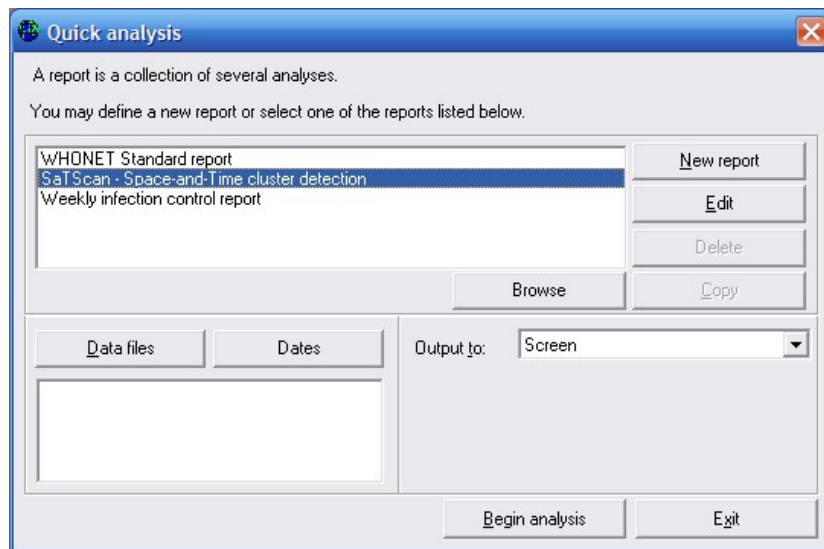 Quick analysis
A report is a collection of several analyses.
You may define a new report or select one of the reports listed below.
WHONET Standard report
SaTScan - Space-and-Time cluster detection
Weekly infection control report
New report
Edit
Delete
Browse
Copy
Data files
Dates
Output to:
Screen
Begin analysis
Exit